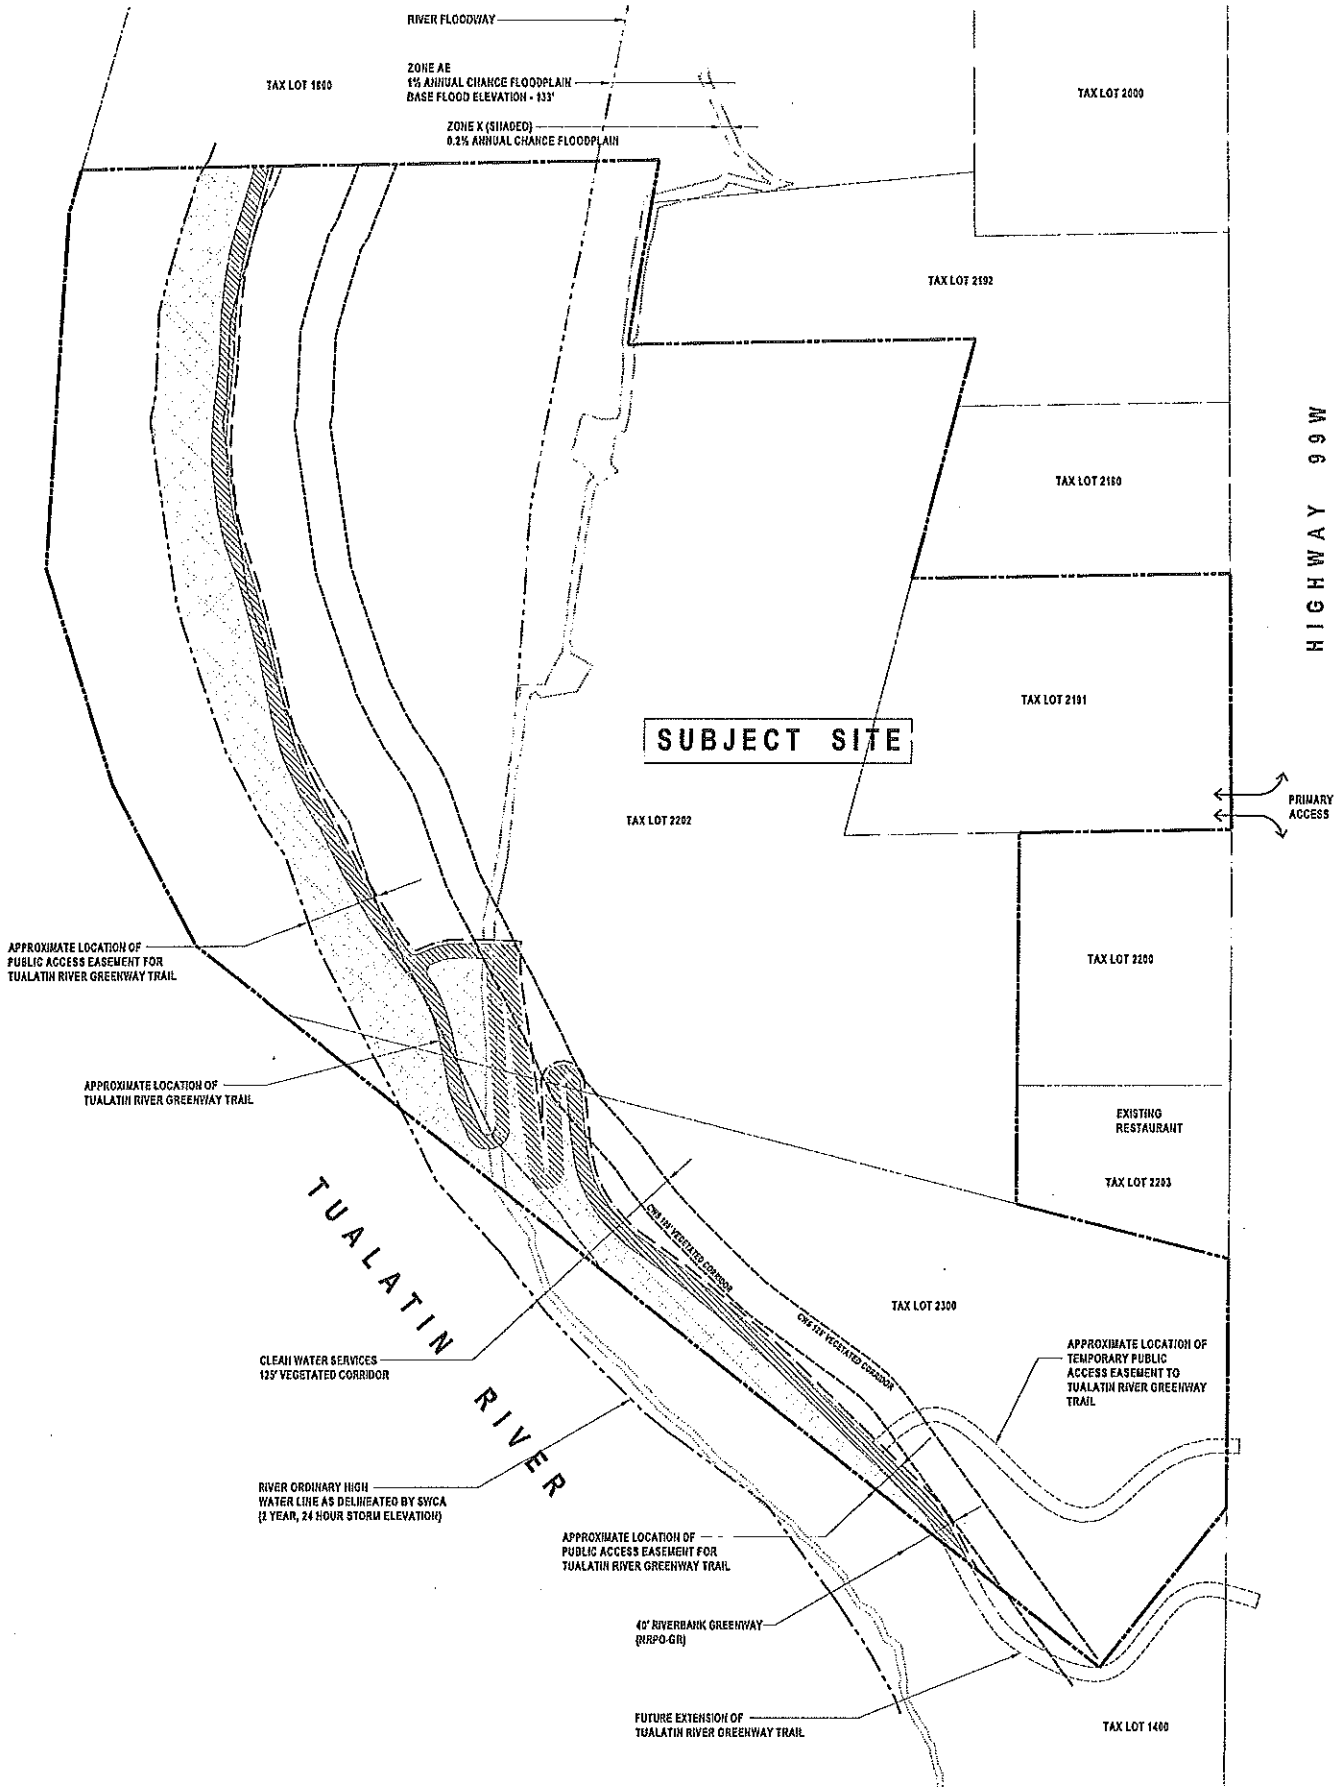 RIVER FLOODWAY
ZONE AE
1% ANNUAL CHANCE FLOODPLAIN
BASE FLOOD ELEVATION - 133'
ZONE X (SHADED)
0.2% ANNUAL CHANCE FLOODPLAIN
TAX LOT 1800
TAX LOT 2000
TAX LOT 2192
TAX LOT 2180
HIGHWAY 99W
TAX LOT 2191
SUBJECT SITE
PRIMARY
ACCESS
TAX LOT 2202
APPROXIMATE LOCATION OF
PUBLIC ACCESS EASEMENT FOR
TUALATIN RIVER GREENWAY TRAIL
TAX LOT 2200
APPROXIMATE LOCATION OF
TUALATIN RIVER GREENWAY TRAIL
EXISTING
RESTAURANT
TAX LOT 2203
TUALATIN RIVER
CWS 125' VEGETATED CORRIDOR
CWS 125' VEGETATED CORRIDOR
TAX LOT 2300
CLEAN WATER SERVICES
125' VEGETATED CORRIDOR
APPROXIMATE LOCATION OF
TEMPORARY PUBLIC
ACCESS EASEMENT TO
TUALATIN RIVER GREENWAY
TRAIL
RIVER ORDINARY HIGH
WATER LINE AS DELINEATED BY SWCA
(2 YEAR, 24 HOUR STORM ELEVATION)
APPROXIMATE LOCATION OF
PUBLIC ACCESS EASEMENT FOR
TUALATIN RIVER GREENWAY TRAIL
40' RIVERBANK GREENWAY
(NRPO-GR)
FUTURE EXTENSION OF
TUALATIN RIVER GREENWAY TRAIL
TAX LOT 1400